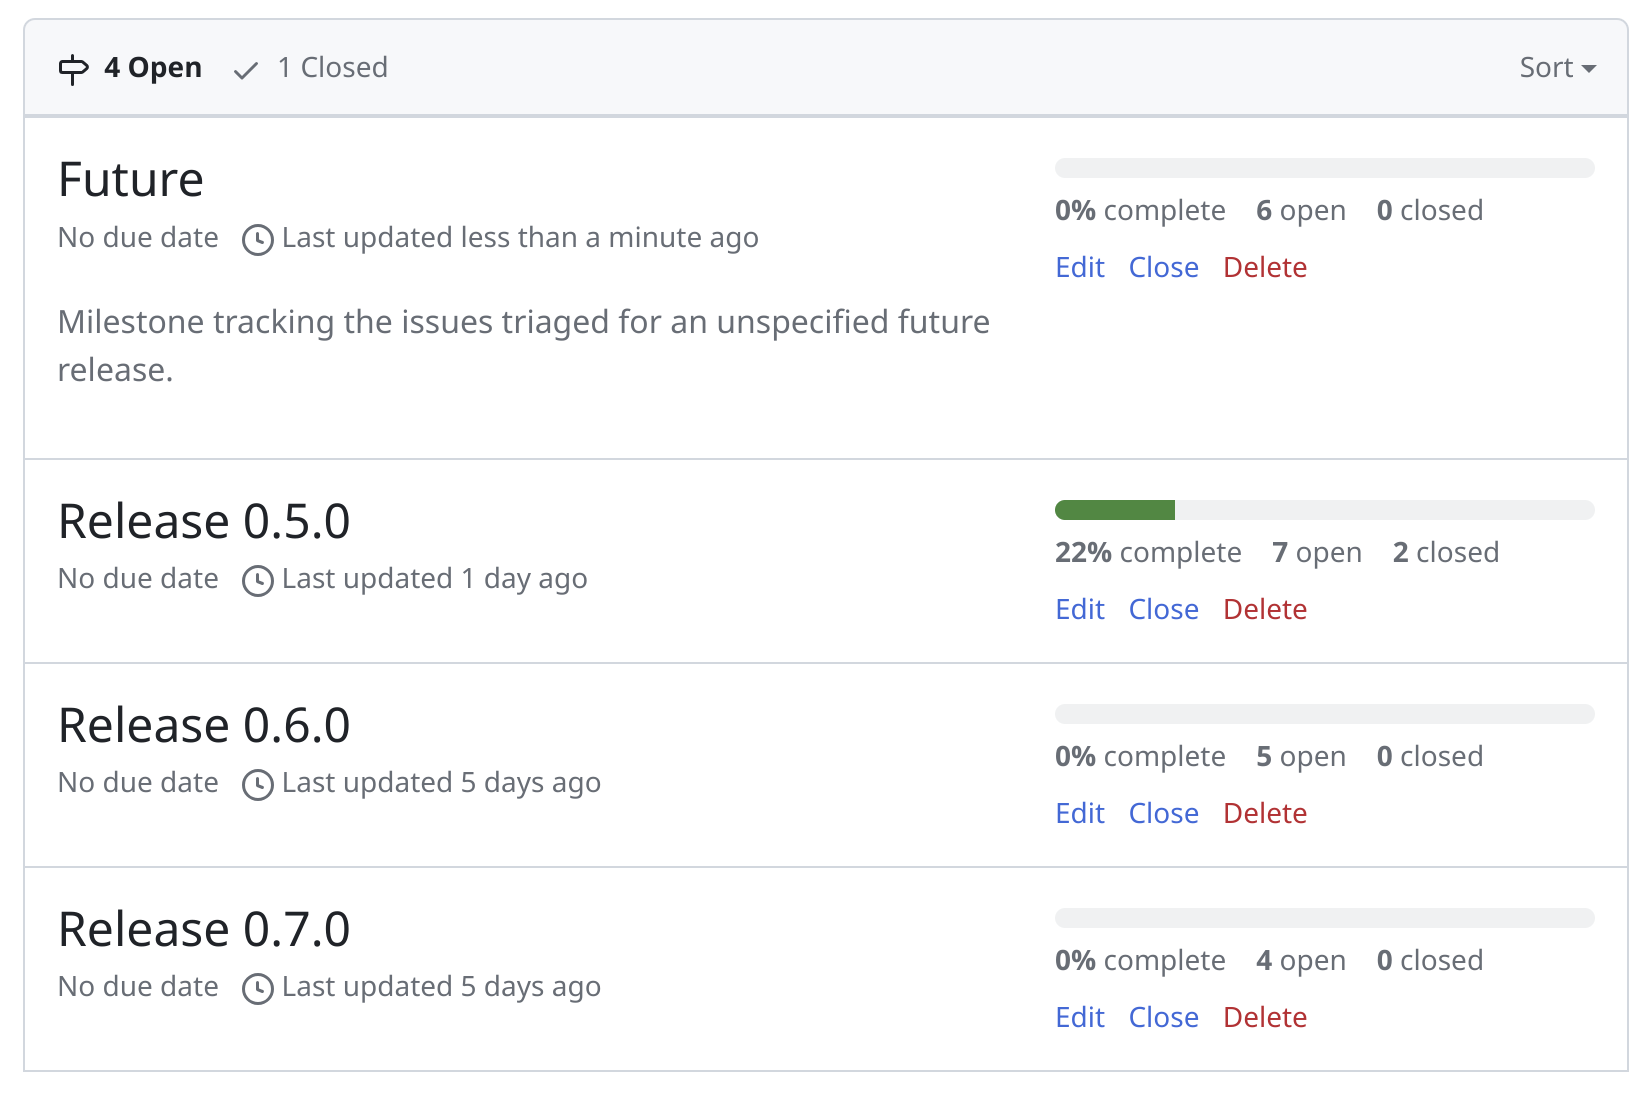 4 Open 1 Closed Sort
Future
No due date Last updated less than a minute ago
Milestone tracking the issues triaged for an unspecified future
release.
0% complete 6 open 0 closed
Edit Close Delete
Release 0.5.0
No due date Last updated 1 day ago
22% complete 7 open 2 closed
Edit Close Delete
Release 0.6.0
No due date Last updated 5 days ago
0% complete 5 open 0 closed
Edit Close Delete
Release 0.7.0
No due date Last updated 5 days ago
0% complete 4 open 0 closed
Edit Close Delete